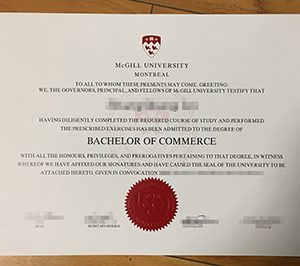 McGILL UNIVERSITY
MONTREAL
TO ALL TO WHOM THESE PRESENTS MAY COME, GREETING:
WE, THE GOVERNORS, PRINCIPAL, AND FELLOWS OF McGILL UNIVERSITY TESTIFY THAT
HAVING DILIGENTLY COMPLETED THE REQUIRED COURSE OF STUDY AND PERFORMED
THE PRESCRIBED EXERCISES HAS BEEN ADMITTED TO THE DEGREE OF
BACHELOR OF COMMERCE
WITH ALL THE HONOURS, PRIVILEGES, AND PREROGATIVES PERTAINING TO THAT DEGREE, IN WITNESS
WHEREOF WE HAVE AFFIXED OUR SIGNATURES AND HAVE CAUSED THE SEAL OF THE UNIVERSITY TO BE
ATTACHED HERETO. GIVEN IN CONVOCATION
DEAN
SECRETARY-GENERAL